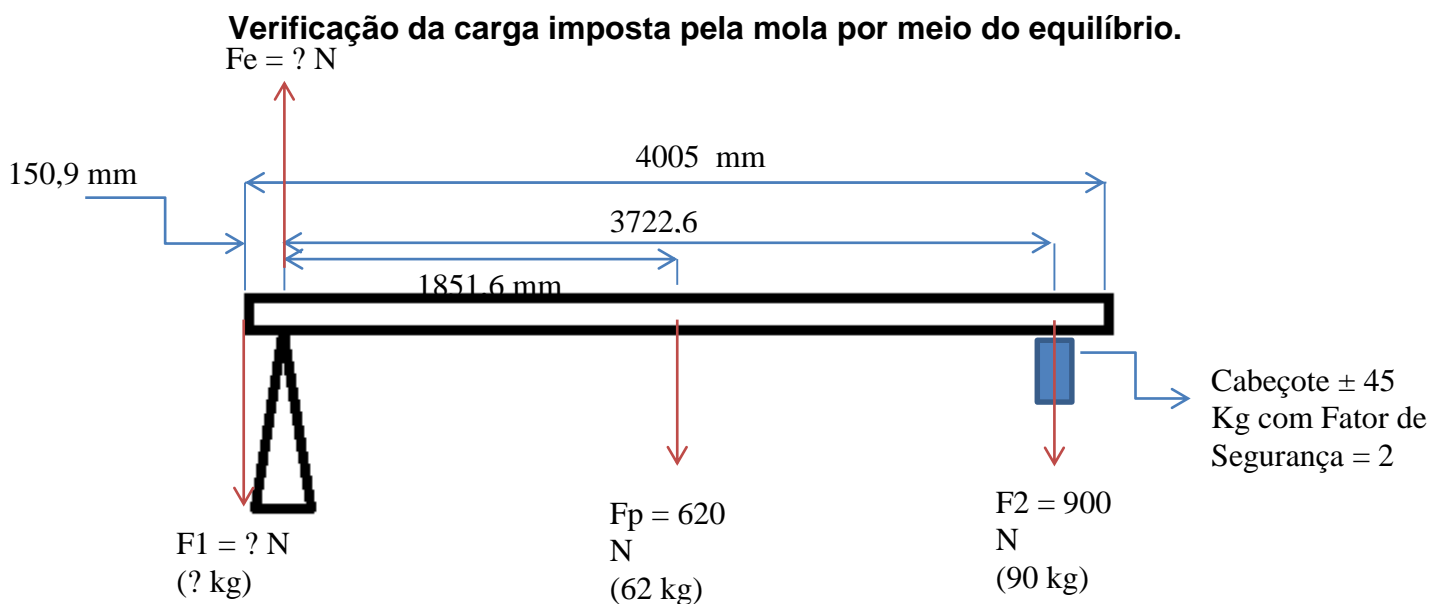 Verificação da carga imposta pela mola por meio do equilíbrio.
Fe = ? N
150,9 mm
4005 mm
3722,6
1851,6 mm
Cabeçote ± 45
Kg com Fator de
Segurança = 2
F1 = ? N
(? kg)
Fp = 620
N
(62 kg)
F2 = 900
N
(90 kg)